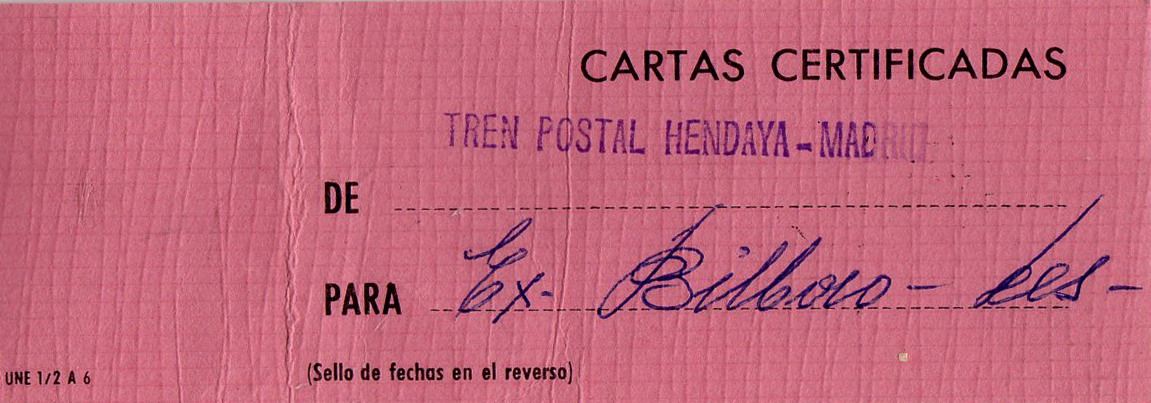 CARTAS CERTIFICADAS
TREN POSTAL HENDAYA-MADRID
DE
PARA Ex- Bilbao -
(Sello de fechas en el reverso)
UNE 1/2 A 6